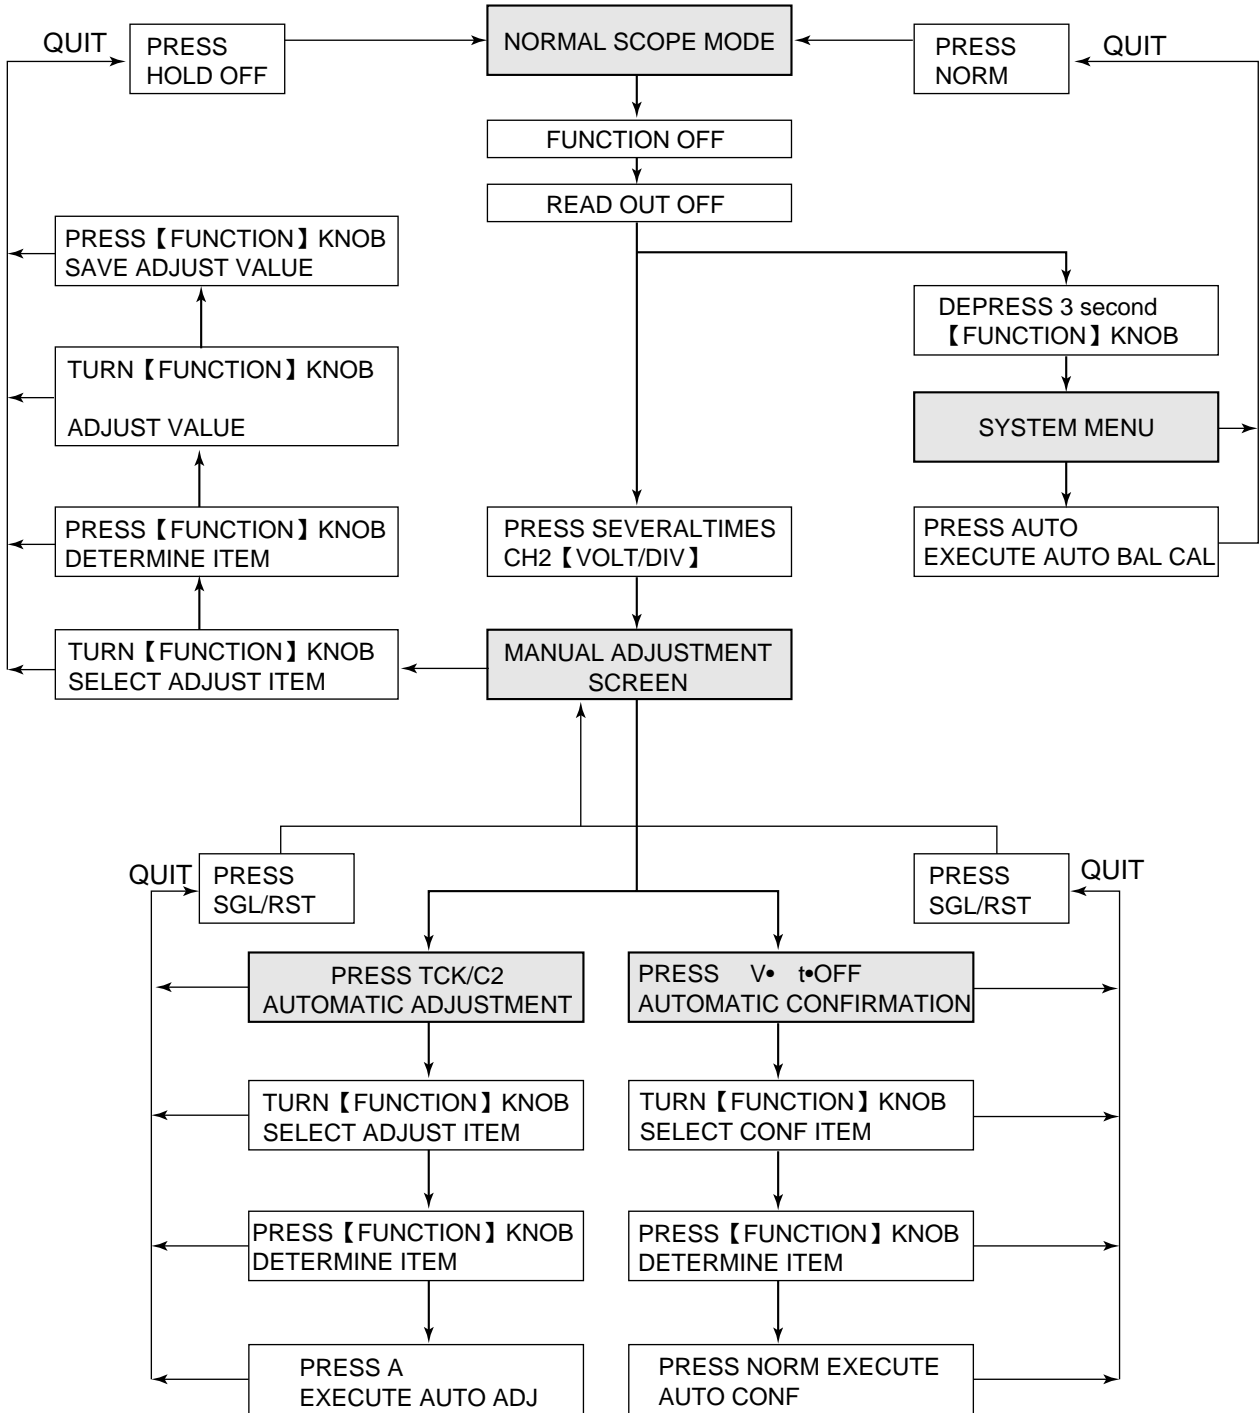 QUIT
PRESS
HOLD OFF
NORMAL SCOPE MODE
PRESS
NORM
QUIT
FUNCTION OFF
READ OUT OFF
PRESS【FUNCTION】KNOB
SAVE ADJUST VALUE
DEPRESS 3 second
【FUNCTION】KNOB
TURN【FUNCTION】KNOB
ADJUST VALUE
SYSTEM MENU
PRESS【FUNCTION】KNOB
DETERMINE ITEM
PRESS SEVERALTIMES
CH2【VOLT/DIV】
PRESS AUTO
EXECUTE AUTO BAL CAL
TURN【FUNCTION】KNOB
SELECT ADJUST ITEM
MANUAL ADJUSTMENT
SCREEN
QUIT
PRESS
SGL/RST
PRESS
SGL/RST
QUIT
PRESS TCK/C2
AUTOMATIC ADJUSTMENT
PRESS V• t•OFF
AUTOMATIC CONFIRMATION
TURN【FUNCTION】KNOB
SELECT ADJUST ITEM
TURN【FUNCTION】KNOB
SELECT CONF ITEM
PRESS【FUNCTION】KNOB
DETERMINE ITEM
PRESS【FUNCTION】KNOB
DETERMINE ITEM
PRESS A
EXECUTE AUTO ADJ
PRESS NORM EXECUTE
AUTO CONF